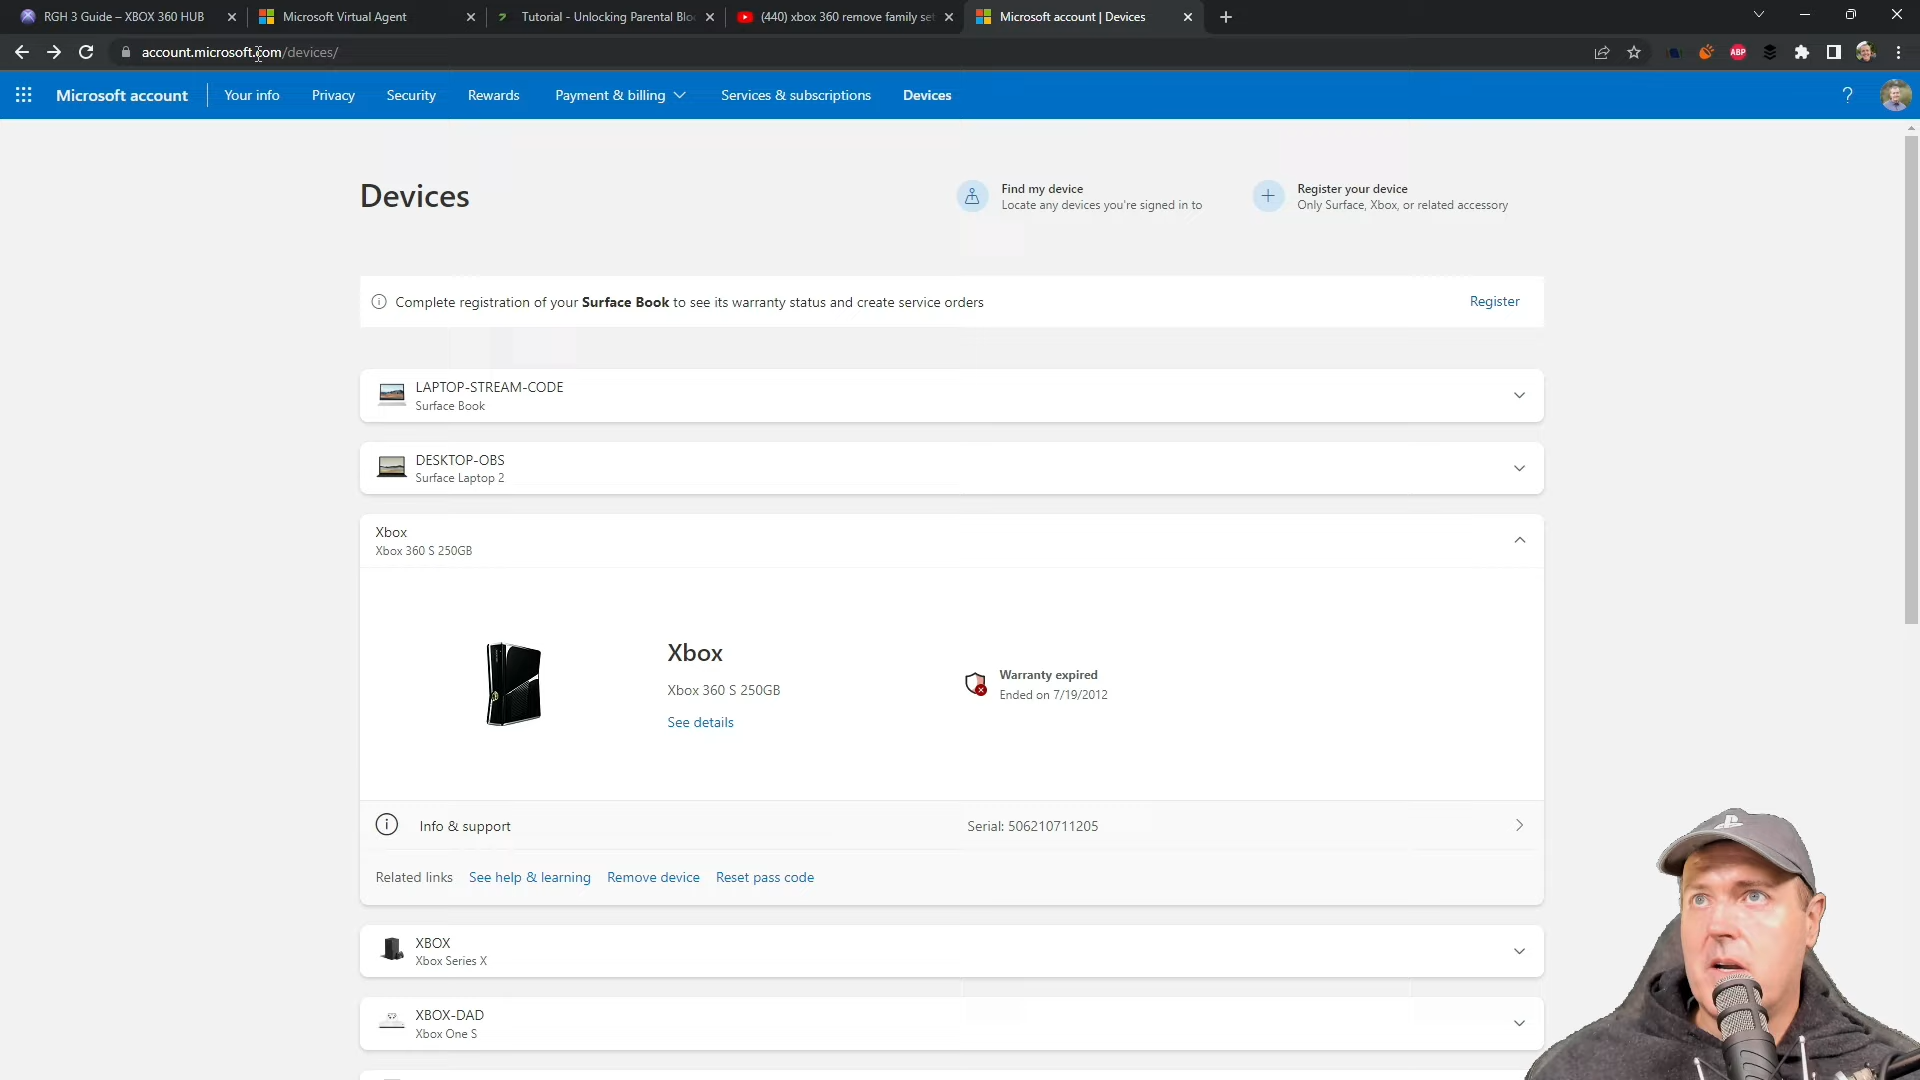 RGH 3 Guide – XBOX 360 HUB
Microsoft Virtual Agent
Tutorial - Unlocking Parental Blo
(440) xbox 360 remove family set
Microsoft account | Devices
account.microsoft.com/devices/
ABP
Microsoft account
Your info
Privacy
Security
Rewards
Payment & billing
Services & subscriptions
Devices
?
Devices
Find my device
Locate any devices you're signed in to
Register your device
Only Surface, Xbox, or related accessory
Complete registration of your Surface Book to see its warranty status and create service orders
Register
LAPTOP-STREAM-CODE
Surface Book
DESKTOP-OBS
Surface Laptop 2
Xbox
Xbox 360 S 250GB
Xbox
Xbox 360 S 250GB
See details
Warranty expired
Ended on 7/19/2012
Info & support
Serial: 506210711205
Related links
See help & learning
Remove device
Reset pass code
XBOX
Xbox Series X
XBOX-DAD
Xbox One S